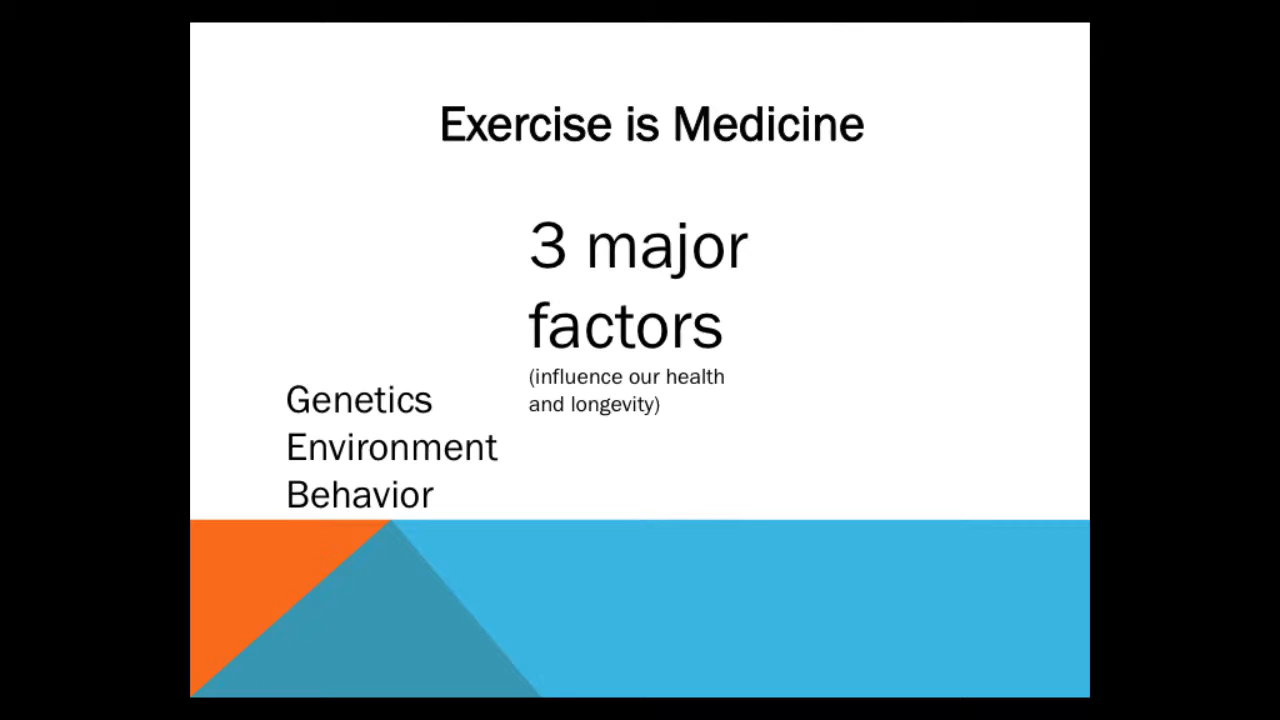 Exercise is Medicine
3 major
factors
(influence our health
and longevity)
Genetics
Environment
Behavior